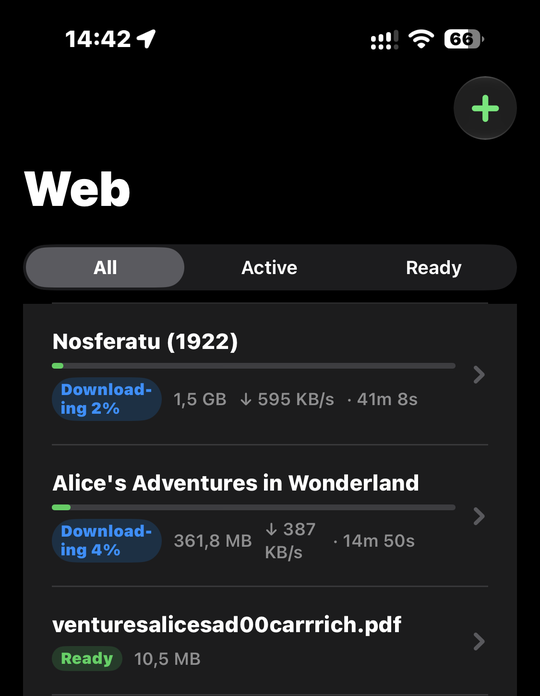 14:42
66
Web
All Active Ready
Nosferatu (1922)
Download-
ing 2% 1,5 GB ↓ 595 KB/s · 41m 8s
Alice's Adventures in Wonderland
Download-
ing 4% 361,8 MB ↓ 387
KB/s · 14m 50s
venturesalicesad00carrrich.pdf
Ready 10,5 MB